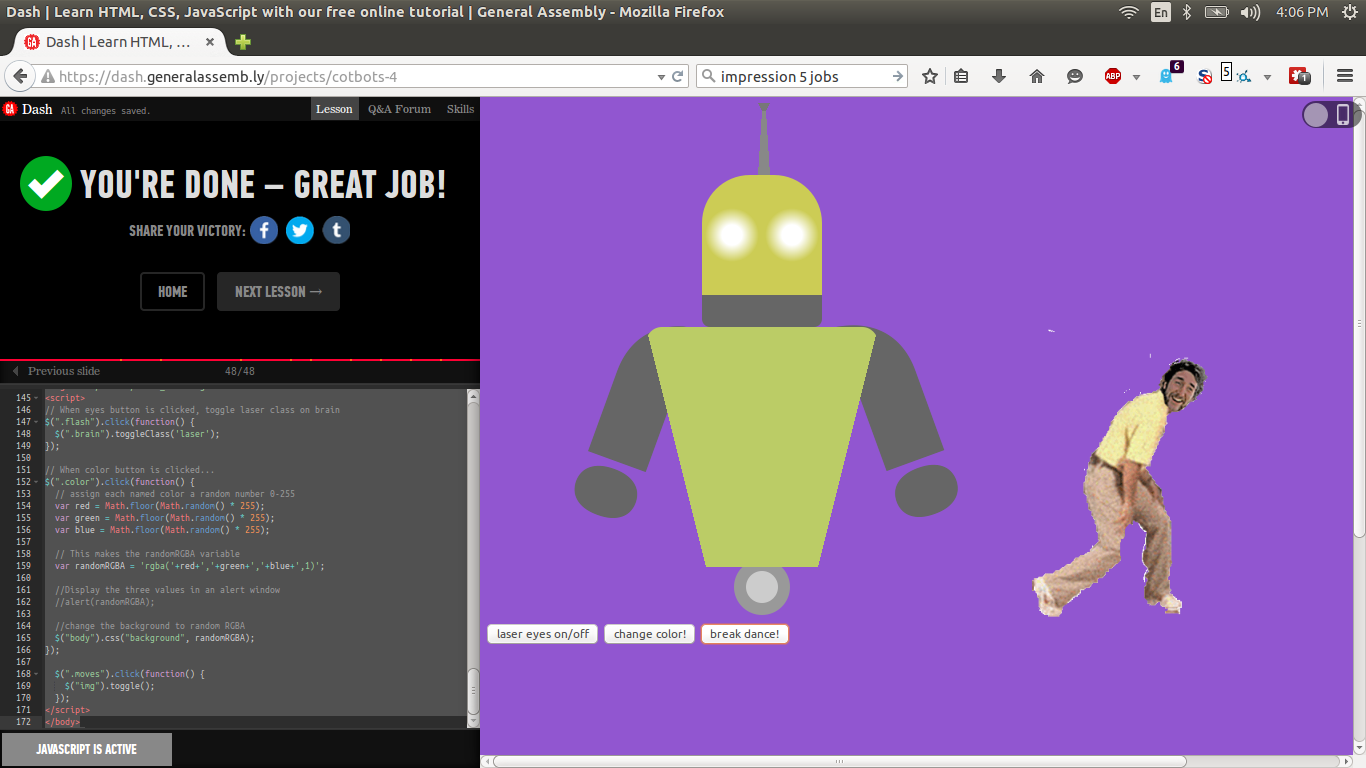 Dash | Learn HTML, CSS, JavaScript with our free online tutorial | General Assembly - Mozilla Firefox
En
4:06 PM
GA
Dash | Learn HTML, ...
https://dash.generalassemb.ly/projects/cotbots-4
impression 5 jobs
ABP
6
S
5
1
GA
Dash
All changes saved.
Lesson
Q&A Forum
Skills
YOU'RE DONE – GREAT JOB!
SHARE YOUR VICTORY:
f
t
HOME
NEXT LESSON →
Previous slide
48/48
145 <script>
146 // When eyes button is clicked, toggle laser class on brain
147 $(".flash").click(function() {
148   $(".brain").toggleClass('laser');
149 });
150
151 // When color button is clicked...
152 $(".color").click(function() {
153   // assign each named color a random number 0-255
154   var red = Math.floor(Math.random() * 255);
155   var green = Math.floor(Math.random() * 255);
156   var blue = Math.floor(Math.random() * 255);
157
158   // This makes the randomRGBA variable
159   var randomRGBA = 'rgba('+red+','+green+','+blue+',1)';
160
161   //Display the three values in an alert window
162   //alert(randomRGBA);
163
164   //change the background to random RGBA
165   $("body").css("background", randomRGBA);
166 });
167
168   $(".moves").click(function() {
169     $("img").toggle();
170   });
171 </script>
172 </body>
JAVASCRIPT IS ACTIVE
laser eyes on/off
change color!
break dance!